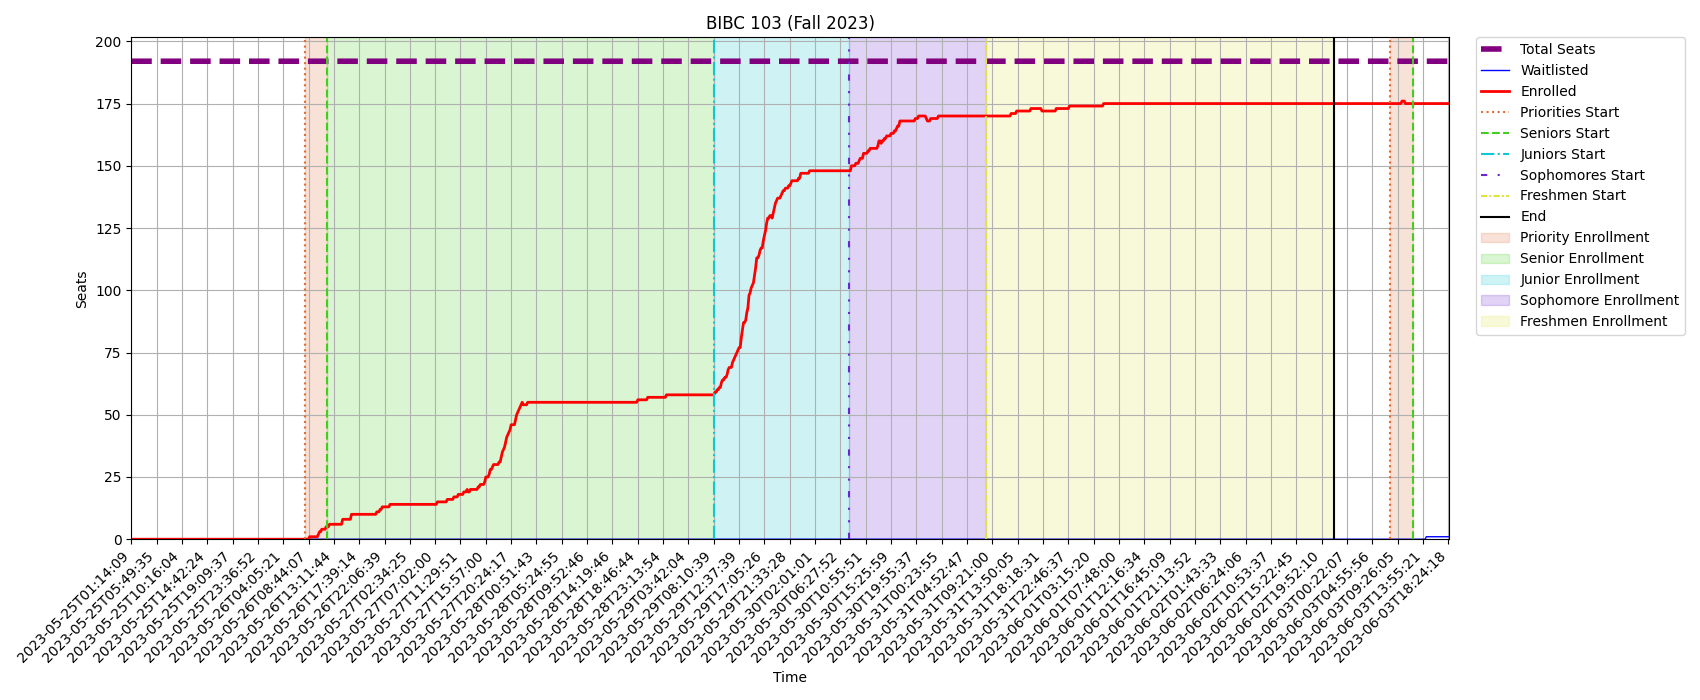 BIBC 103 (Fall 2023)
Seats
200
175
150
125
100
75
50
25
0
2023-05-25T01:14:09
2023-05-25T05:49:35
2023-05-25T10:16:04
2023-05-25T14:42:24
2023-05-25T19:09:37
2023-05-25T23:36:52
2023-05-26T04:05:21
2023-05-26T08:44:07
2023-05-26T13:11:44
2023-05-26T17:39:14
2023-05-26T22:06:39
2023-05-27T02:34:25
2023-05-27T07:02:00
2023-05-27T11:29:51
2023-05-27T15:57:00
2023-05-27T20:24:17
2023-05-28T00:51:43
2023-05-28T05:24:55
2023-05-28T09:52:46
2023-05-28T14:19:46
2023-05-28T18:46:44
2023-05-28T23:13:54
2023-05-29T03:42:04
2023-05-29T08:10:39
2023-05-29T12:37:39
2023-05-29T17:05:26
2023-05-29T21:33:28
2023-05-30T02:01:01
2023-05-30T06:27:52
2023-05-30T10:55:51
2023-05-30T15:25:59
2023-05-30T19:55:37
2023-05-31T00:23:55
2023-05-31T04:52:47
2023-05-31T09:21:00
2023-05-31T13:50:05
2023-05-31T18:18:31
2023-05-31T22:46:37
2023-06-01T03:15:20
2023-06-01T07:48:00
2023-06-01T12:16:34
2023-06-01T16:45:09
2023-06-01T21:13:52
2023-06-02T01:43:33
2023-06-02T06:24:06
2023-06-02T10:53:37
2023-06-02T15:22:45
2023-06-02T19:52:10
2023-06-03T00:22:07
2023-06-03T04:55:56
2023-06-03T09:26:05
2023-06-03T13:55:21
2023-06-03T18:24:18
Time
Total Seats
Waitlisted
Enrolled
Priorities Start
Seniors Start
Juniors Start
Sophomores Start
Freshmen Start
End
Priority Enrollment
Senior Enrollment
Junior Enrollment
Sophomore Enrollment
Freshmen Enrollment